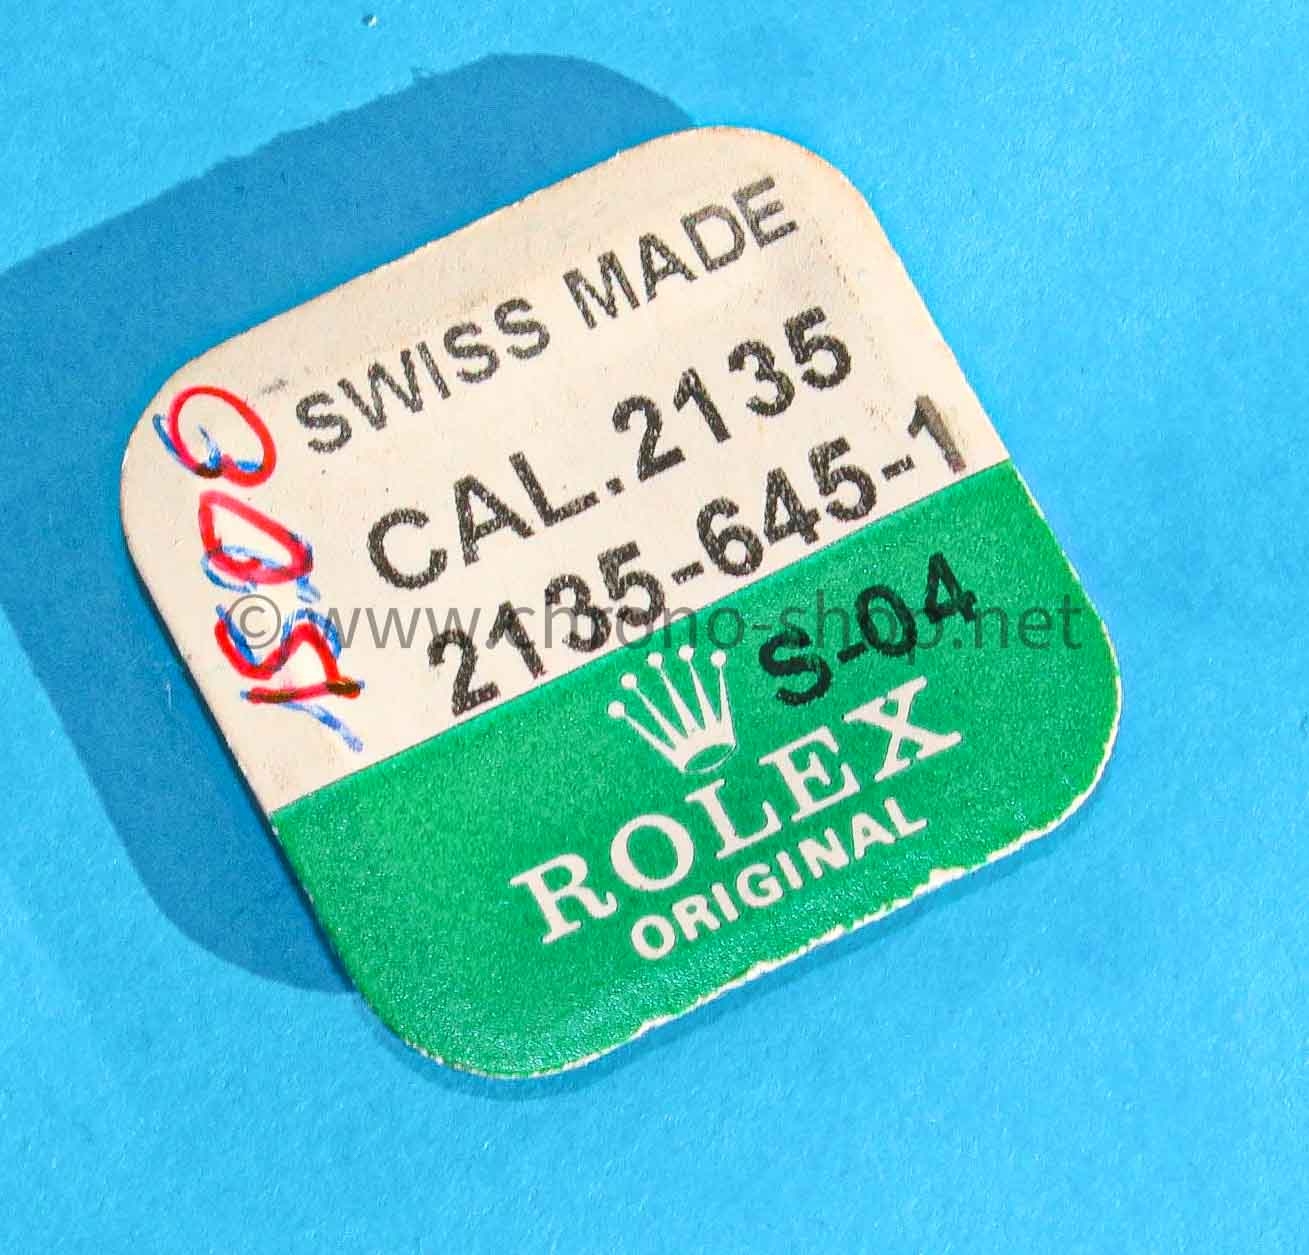 SWISS MADE
CAL.2135
2135-645-1
S-04
ROLEX
ORIGINAL
© www.chrono-shop.net